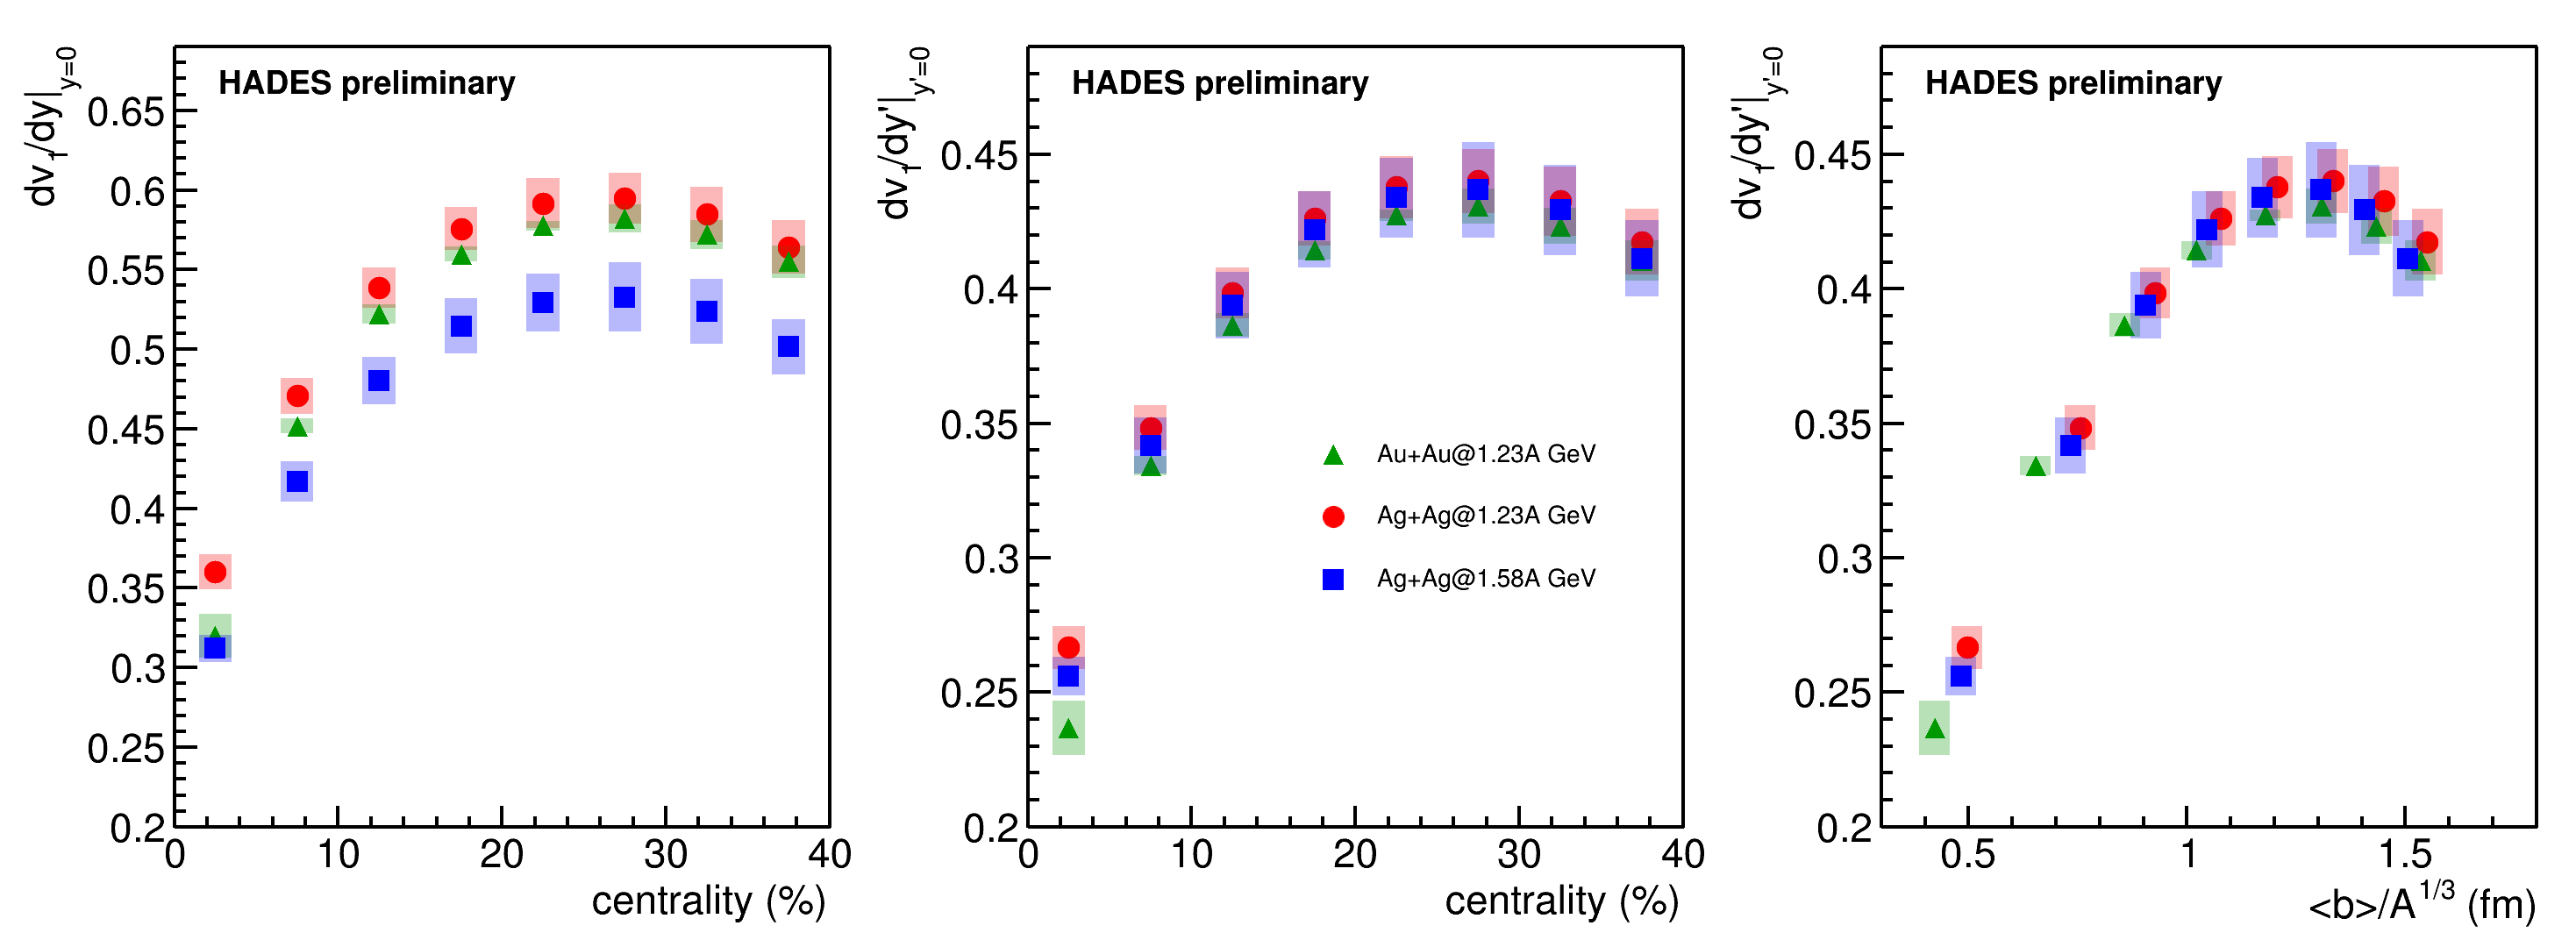 HADES preliminary
dv₁/dy|y=0
0.65
0.6
0.55
0.5
0.45
0.4
0.35
0.3
0.25
0.2
0 10 20 30 40
centrality (%)
HADES preliminary
dv₁/dy'|y'=0
0.45
0.4
0.35
0.3
0.25
0.2
Au+Au@1.23A GeV
Ag+Ag@1.23A GeV
Ag+Ag@1.58A GeV
0 10 20 30 40
centrality (%)
HADES preliminary
dv₁/dy'|y'=0
0.45
0.4
0.35
0.3
0.25
0.2
0.5 1 1.5
<b>/A^1/3 (fm)